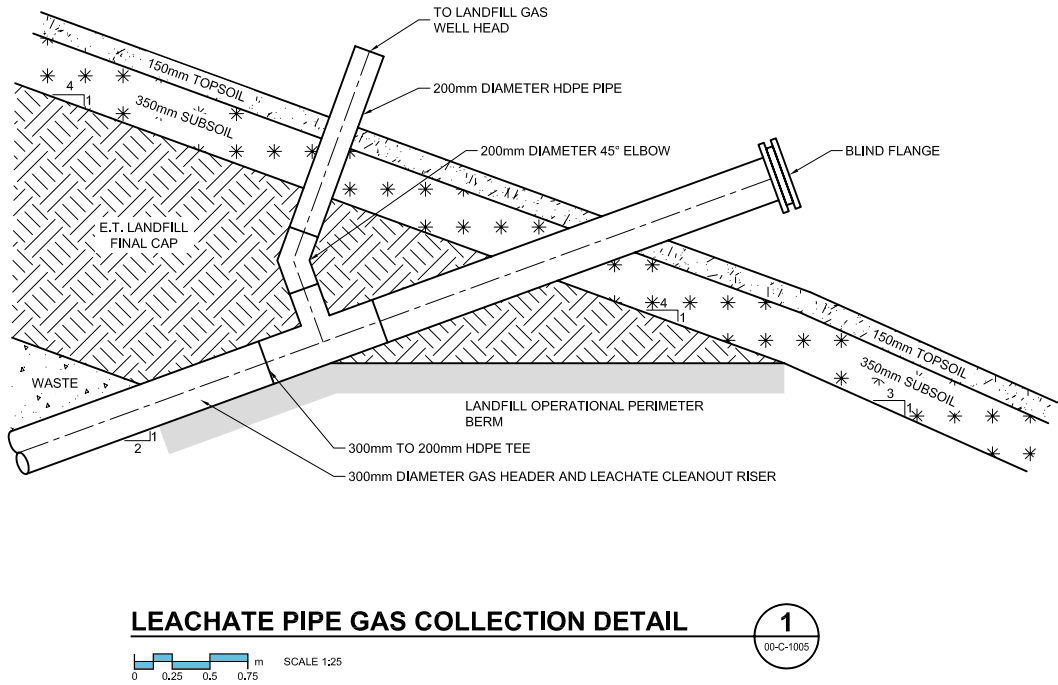 TO LANDFILL GAS
WELL HEAD
150mm TOPSOIL
200mm DIAMETER HDPE PIPE
4
1
350mm SUBSOIL
200mm DIAMETER 45° ELBOW
BLIND FLANGE
E.T. LANDFILL
FINAL CAP
4
1
150mm TOPSOIL
WASTE
350mm SUBSOIL
3
1
LANDFILL OPERATIONAL PERIMETER
BERM
1
2
300mm TO 200mm HDPE TEE
300mm DIAMETER GAS HEADER AND LEACHATE CLEANOUT RISER
LEACHATE PIPE GAS COLLECTION DETAIL
1
00-C-1005
m
SCALE 1:25
0 0.25 0.5 0.75